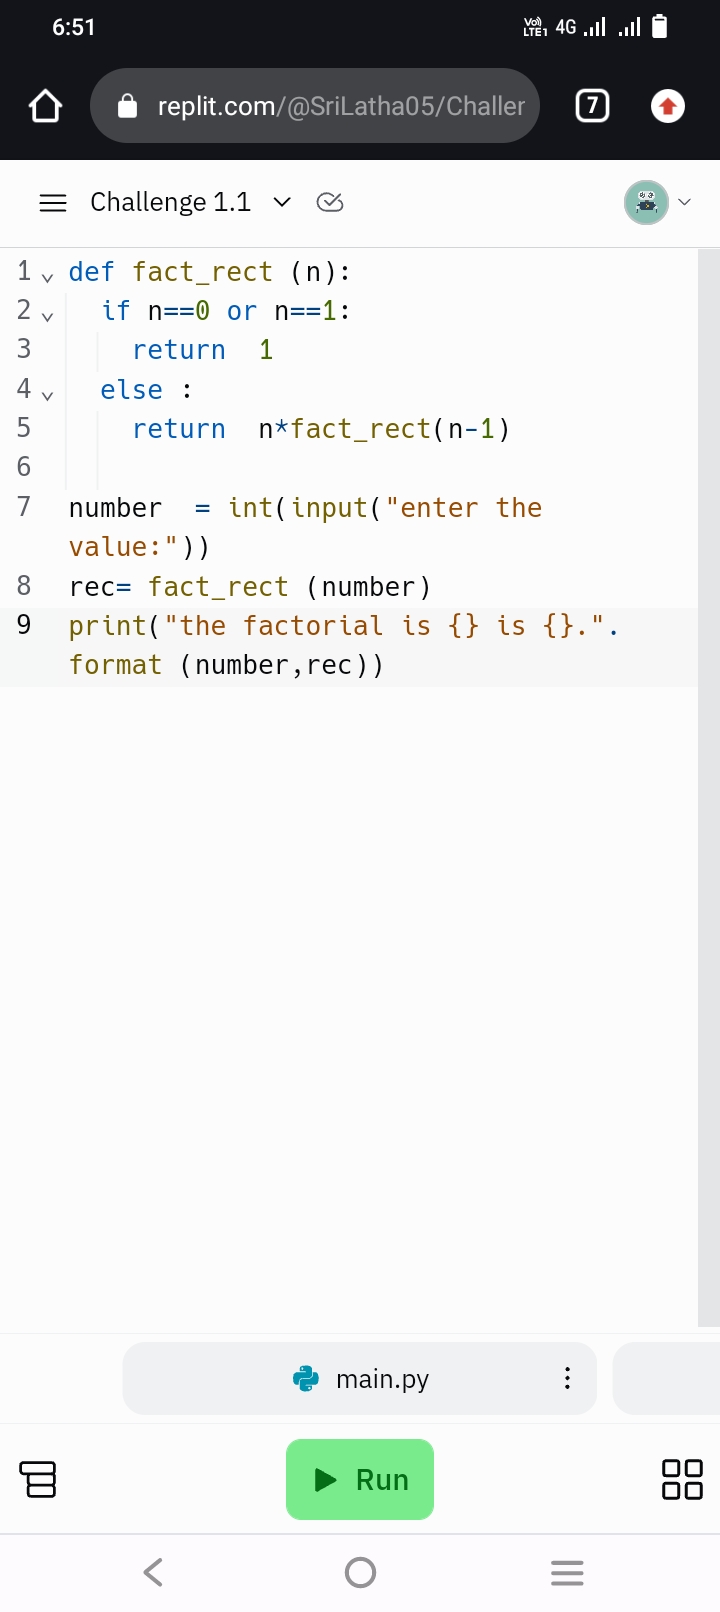 6:51
Vo)) LTE1 4G
replit.com/@SriLatha05/Challer
7
Challenge 1.1
1 def fact_rect (n):
2   if n==0 or n==1:
3     return  1
4   else :
5     return  n*fact_rect(n-1)
6
7 number  = int(input("enter the
value:"))
8 rec= fact_rect (number)
9 print("the factorial is {} is {}.".
format (number,rec))
main.py
Run